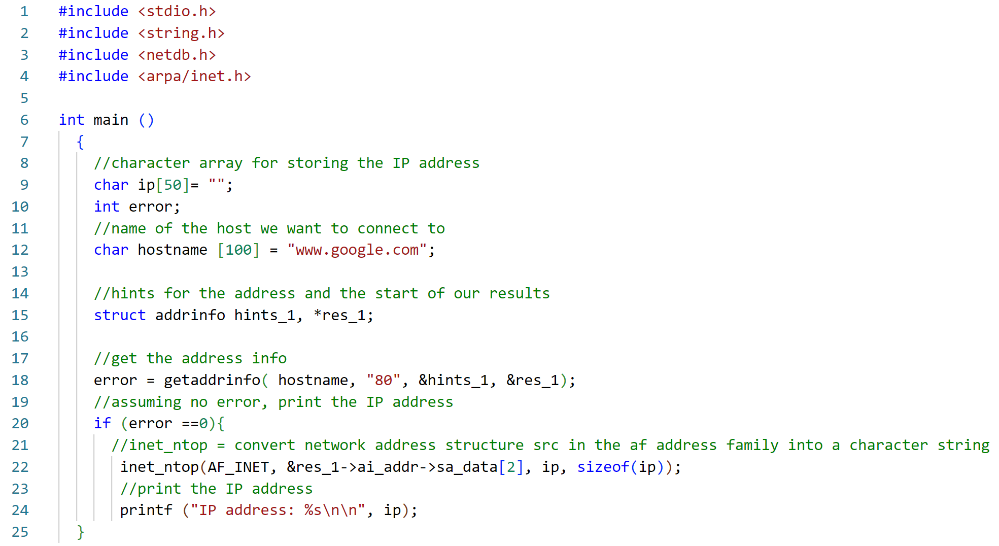 1 #include <stdio.h>
2 #include <string.h>
3 #include <netdb.h>
4 #include <arpa/inet.h>
5
6 int main ()
7 {
8 //character array for storing the IP address
9 char ip[50]= "";
10 int error;
11 //name of the host we want to connect to
12 char hostname [100] = "www.google.com";
13
14 //hints for the address and the start of our results
15 struct addrinfo hints_1, *res_1;
16
17 //get the address info
18 error = getaddrinfo( hostname, "80", &hints_1, &res_1);
19 //assuming no error, print the IP address
20 if (error ==0){
21 //inet_ntop = convert network address structure src in the af address family into a character string
22 inet_ntop(AF_INET, &res_1->ai_addr->sa_data[2], ip, sizeof(ip));
23 //print the IP address
24 printf ("IP address: %s\n\n", ip);
25 }